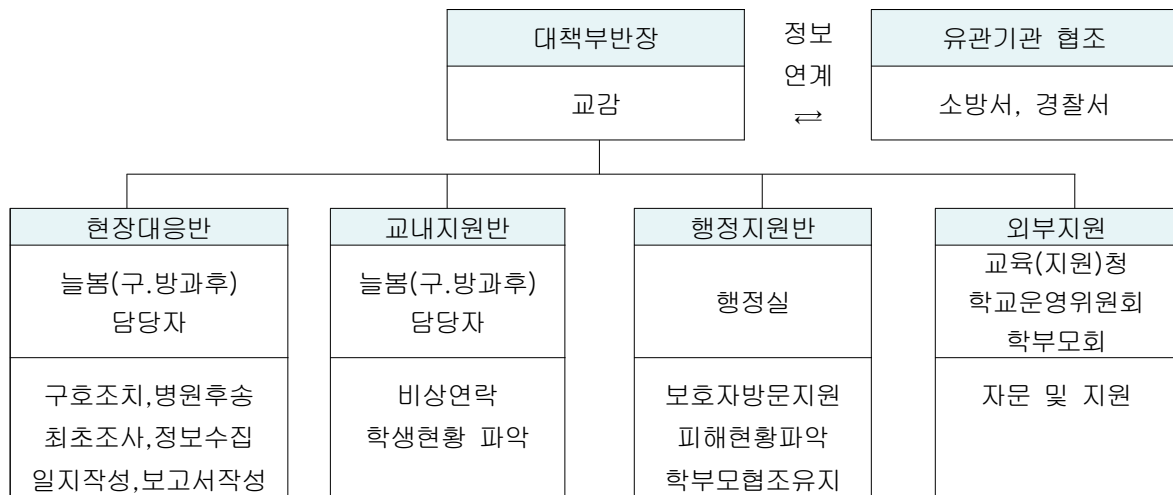 대책부반장
교감
정보
연계
⇄
유관기관 협조
소방서, 경찰서
현장대응반
늘봄(구.방과후)
담당자
구호조치,병원후송
최초조사,정보수집
일지작성,보고서작성
교내지원반
늘봄(구.방과후)
담당자
비상연락
학생현황 파악
행정지원반
행정실
보호자방문지원
피해현황파악
학부모협조유지
외부지원
교육(지원)청
학교운영위원회
학부모회
자문 및 지원